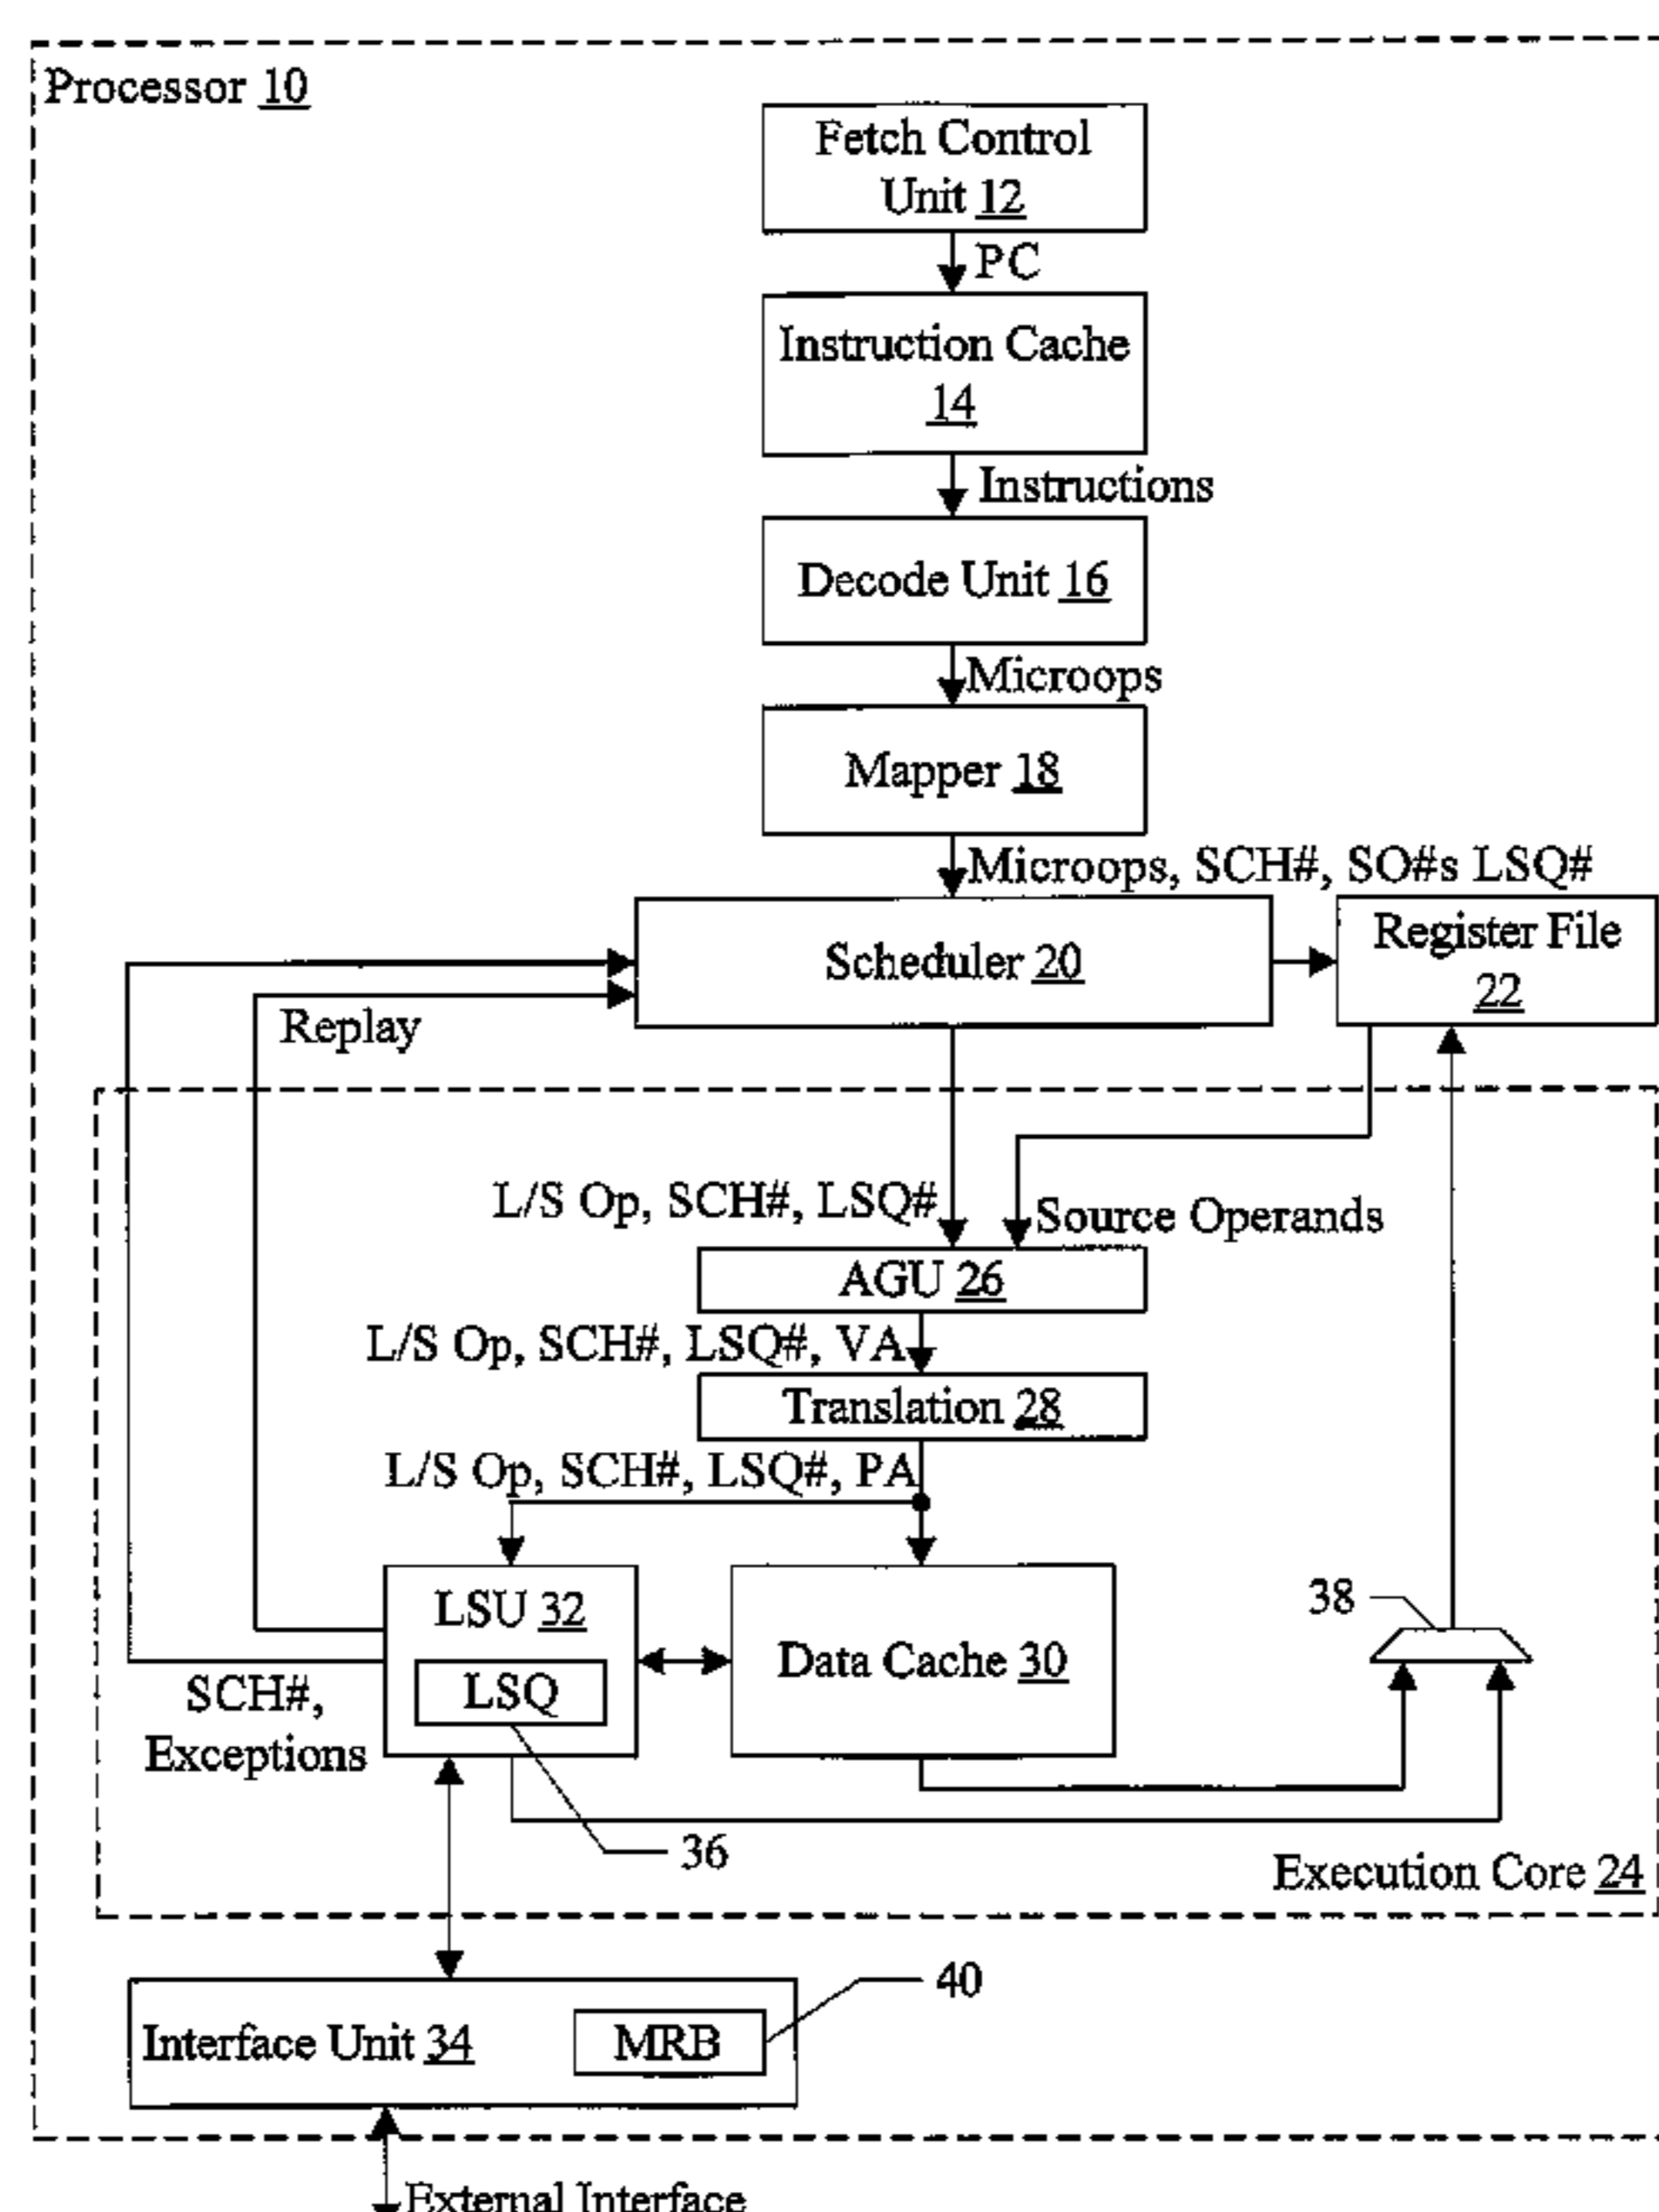 Processor 10
Fetch Control
Unit 12
PC
Instruction Cache
14
Instructions
Decode Unit 16
Microops
Mapper 18
Microops, SCH#, SO#s LSQ#
Scheduler 20
Register File
22
Replay
L/S Op, SCH#, LSQ#
Source Operands
AGU 26
L/S Op, SCH#, LSQ#, VA
Translation 28
L/S Op, SCH#, LSQ#, PA
LSU 32
LSQ
Data Cache 30
38
SCH#,
Exceptions
36
Execution Core 24
40
Interface Unit 34
MRB
External Interface